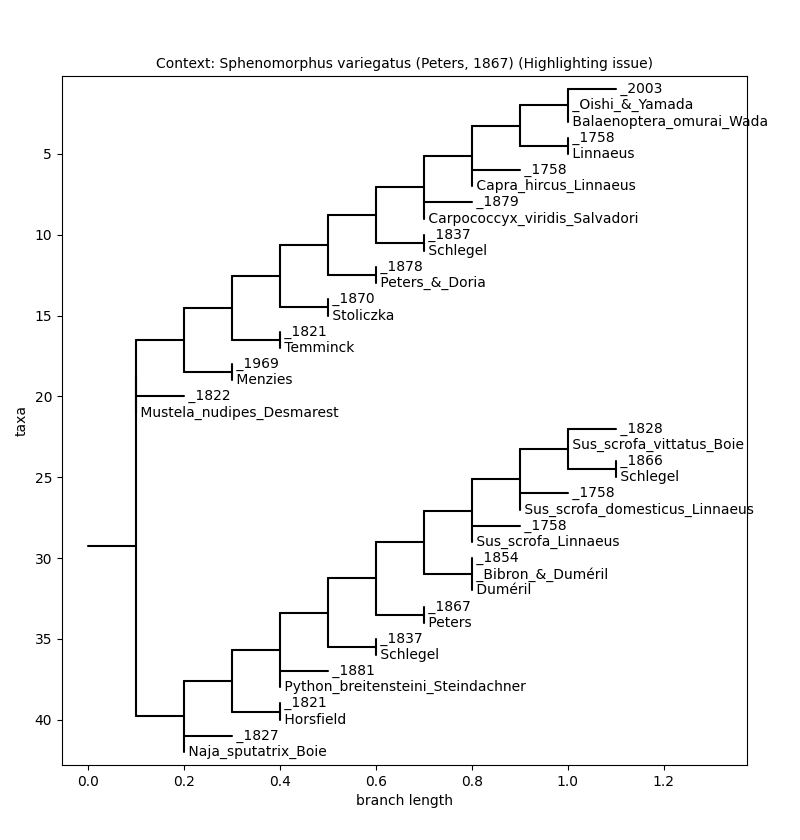 Context: Sphenomorphus variegatus (Peters, 1867) (Highlighting issue)
_2003
_Oishi_&_Yamada
Balaenoptera_omurai_Wada
_1758
Linnaeus
_1758
Capra_hircus_Linnaeus
_1879
Carpococcyx_viridis_Salvadori
_1837
Schlegel
_1878
Peters_&_Doria
_1870
Stoliczka
_1821
Temminck
_1969
Menzies
_1822
Mustela_nudipes_Desmarest
_1828
Sus_scrofa_vittatus_Boie
_1866
Schlegel
_1758
Sus_scrofa_domesticus_Linnaeus
_1758
Sus_scrofa_Linnaeus
_1854
_Bibron_&_Duméril
Duméril
_1867
Peters
_1837
Schlegel
_1881
Python_breitensteini_Steindachner
_1821
Horsfield
_1827
Naja_sputatrix_Boie
5
10
15
20
25
30
35
40
taxa
0.0 0.2 0.4 0.6 0.8 1.0 1.2
branch length